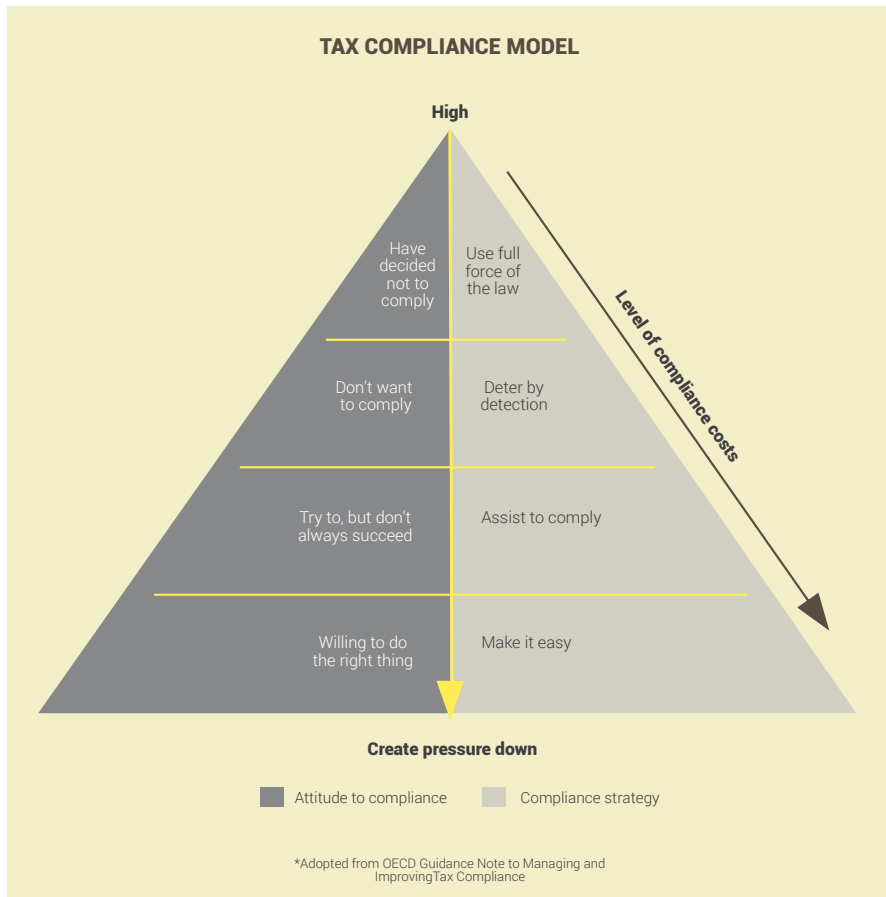 TAX COMPLIANCE MODEL
High
Have
decided
not to
comply
Use full
force of
the law
Level of compliance costs
Don't want
to comply
Deter by
detection
Try to, but don't
always succeed
Assist to comply
Willing to do
the right thing
Make it easy
Create pressure down
Attitude to compliance
Compliance strategy
*Adopted from OECD Guidance Note to Managing and
ImprovingTax Compliance